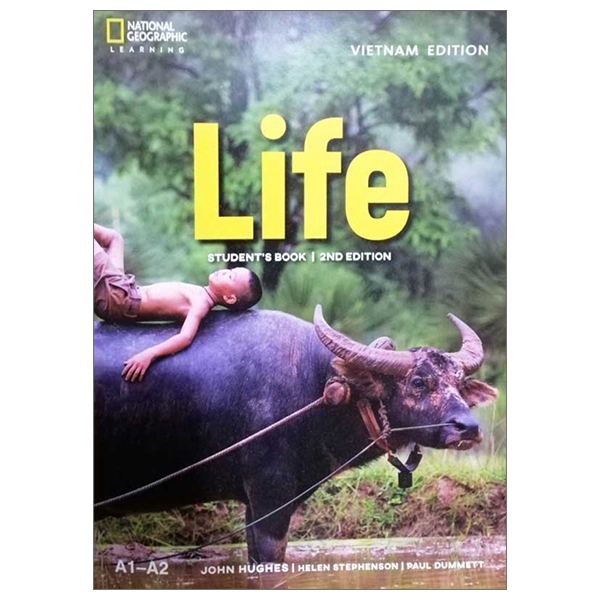 NATIONAL
GEOGRAPHIC
LEARNING
VIETNAM EDITION
Life
STUDENT'S BOOK | 2ND EDITION
A1–A2
JOHN HUGHES | HELEN STEPHENSON | PAUL DUMMETT